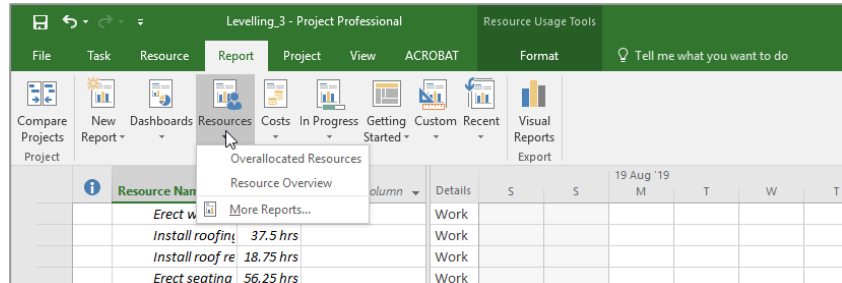 Levelling_3 - Project Professional
Resource Usage Tools
File Task Resource Report Project View ACROBAT Format Tell me what you want to do
Compare Projects
New Report
Dashboards
Resources
Costs
In Progress
Getting Started
Custom
Recent
Visual Reports
Project
Export
Overallocated Resources
Resource Overview
More Reports...
19 Aug '19
Resource Nan
olumn
Details
S S M T W T
Erect w
Work
Install roofing 37.5 hrs Work
Install roof re 18.75 hrs Work
Erect seating 56.25 hrs Work